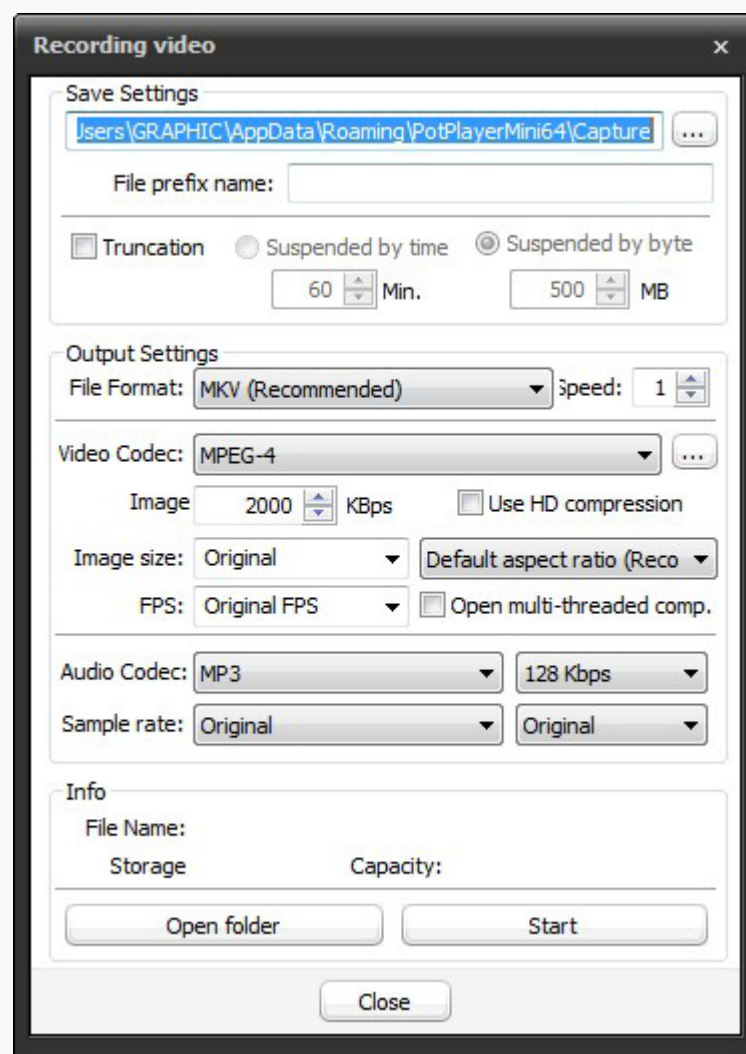 Recording video
Save Settings
Jsers\GRAPHIC\AppData\Roaming\PotPlayerMini64\Capture ...
File prefix name:
Truncation Suspended by time Suspended by byte
60 Min. 500 MB
Output Settings
File Format: MKV (Recommended) Speed: 1
Video Codec: MPEG-4 ...
Image 2000 KBps Use HD compression
Image size: Original Default aspect ratio (Reco
FPS: Original FPS Open multi-threaded comp.
Audio Codec: MP3 128 Kbps
Sample rate: Original Original
Info
File Name:
Storage Capacity:
Open folder Start
Close